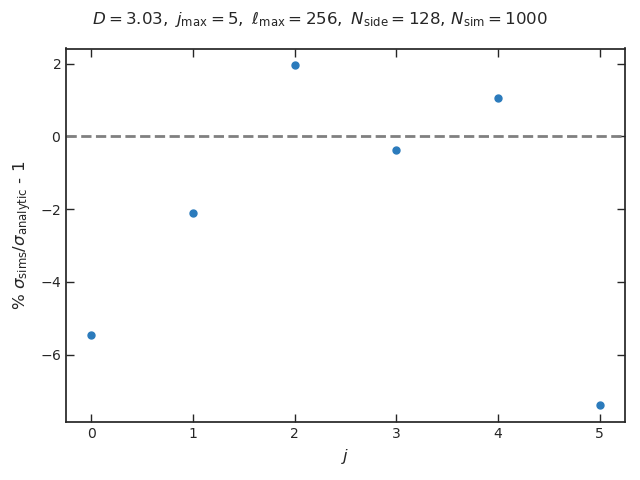 D = 3.03, j_max = 5, ℓ_max = 256, N_side = 128, N_sim = 1000
2
0
−2
−4
−6
% σ_sims/σ_analytic - 1
0 1 2 3 4 5
j